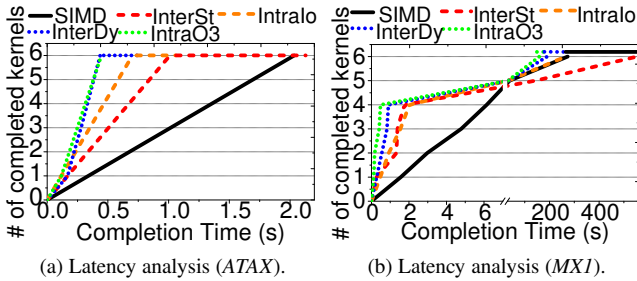 SIMD InterSt IntraIo
InterDy IntraO3
# of completed kernels
6
5
4
3
2
1
0
0.0 0.5 1.0 1.5 2.0
Completion Time (s)
(a) Latency analysis (ATAX).
SIMD InterSt IntraIo
InterDy IntraO3
# of completed kernels
6
5
4
3
2
1
0
0 2 4 6 200 400
Completion Time (s)
(b) Latency analysis (MX1).